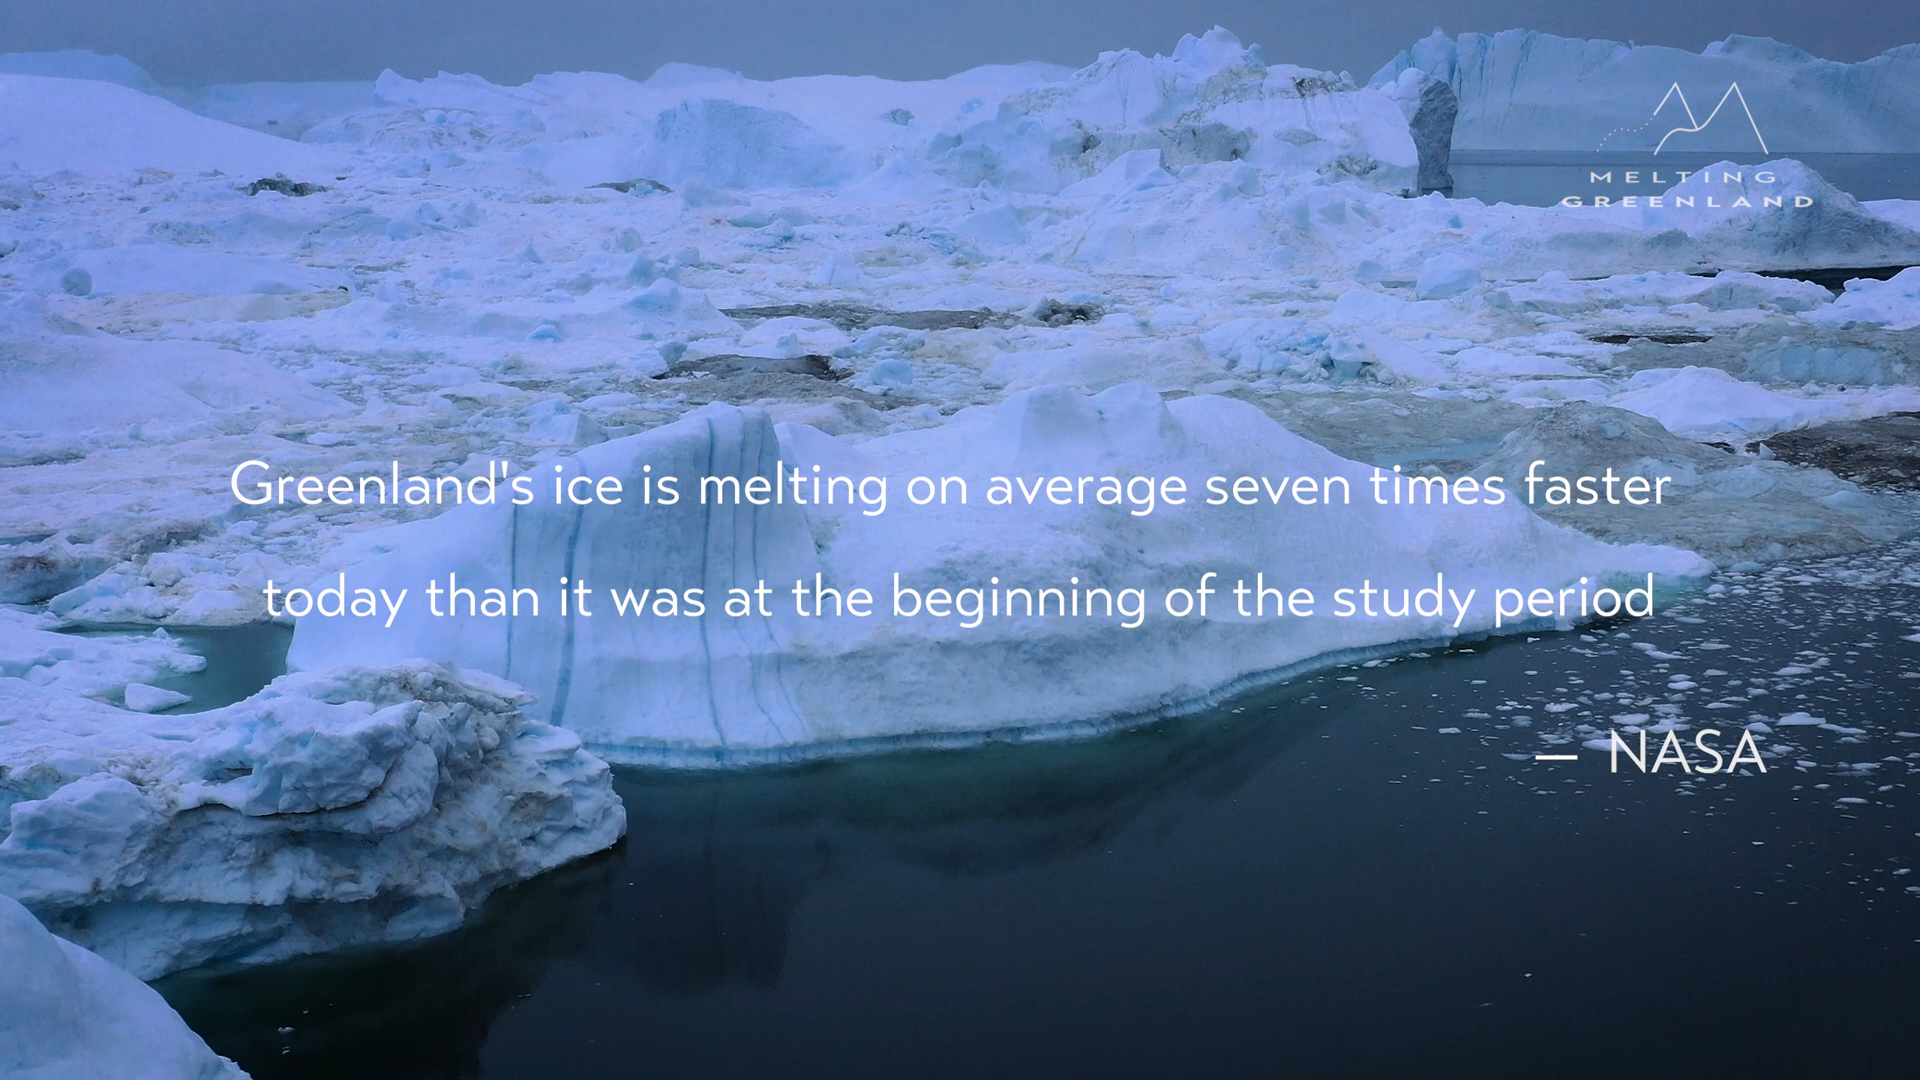 MELTING
GREENLAND
Greenland's ice is melting on average seven times faster
today than it was at the beginning of the study period
— NASA